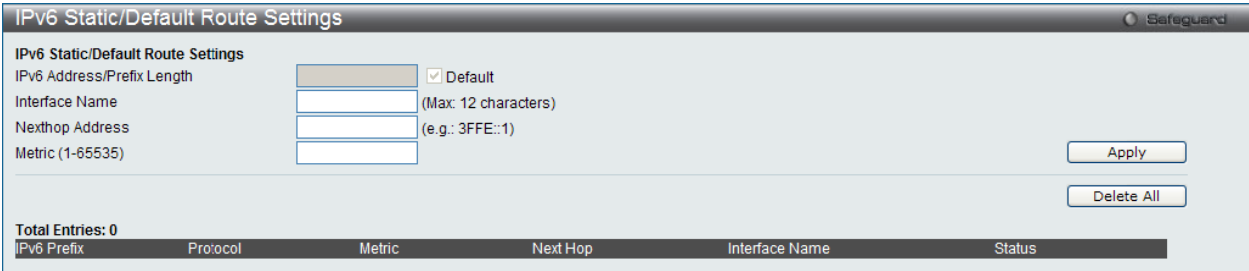 IPv6 Static/Default Route Settings
Safeguard
IPv6 Static/Default Route Settings
IPv6 Address/Prefix Length
Default
Interface Name
(Max: 12 characters)
Nexthop Address
(e.g.: 3FFE::1)
Metric (1-65535)
Apply
Delete All
Total Entries: 0
IPv6 Prefix Protocol Metric Next Hop Interface Name Status